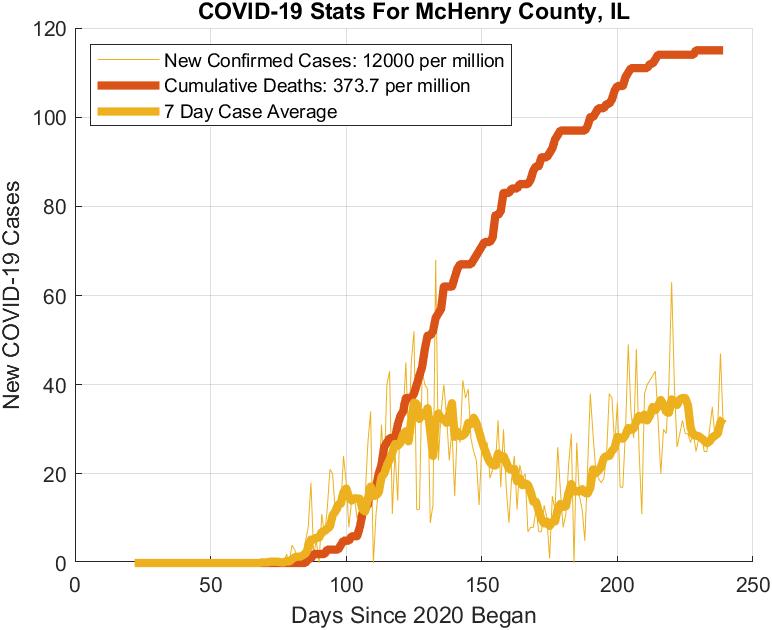 COVID-19 Stats For McHenry County, IL
New Confirmed Cases: 12000 per million
Cumulative Deaths: 373.7 per million
7 Day Case Average
New COVID-19 Cases
120
100
80
60
40
20
0
0 50 100 150 200 250
Days Since 2020 Began